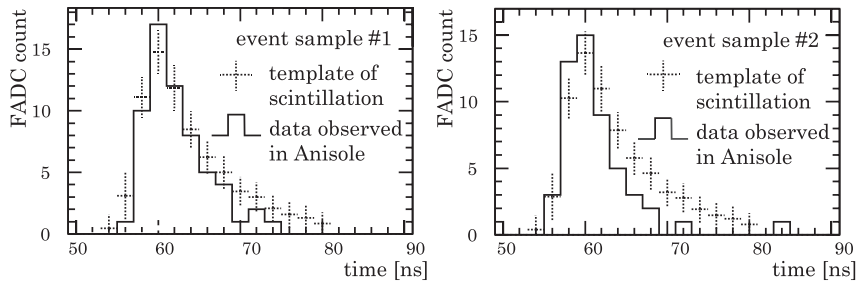 FADC count
15
10
5
0
event sample #1
template of
scintillation
data observed
in Anisole
50 60 70 80 90
time [ns]
FADC count
15
10
5
0
event sample #2
template of
scintillation
data observed
in Anisole
50 60 70 80 90
time [ns]